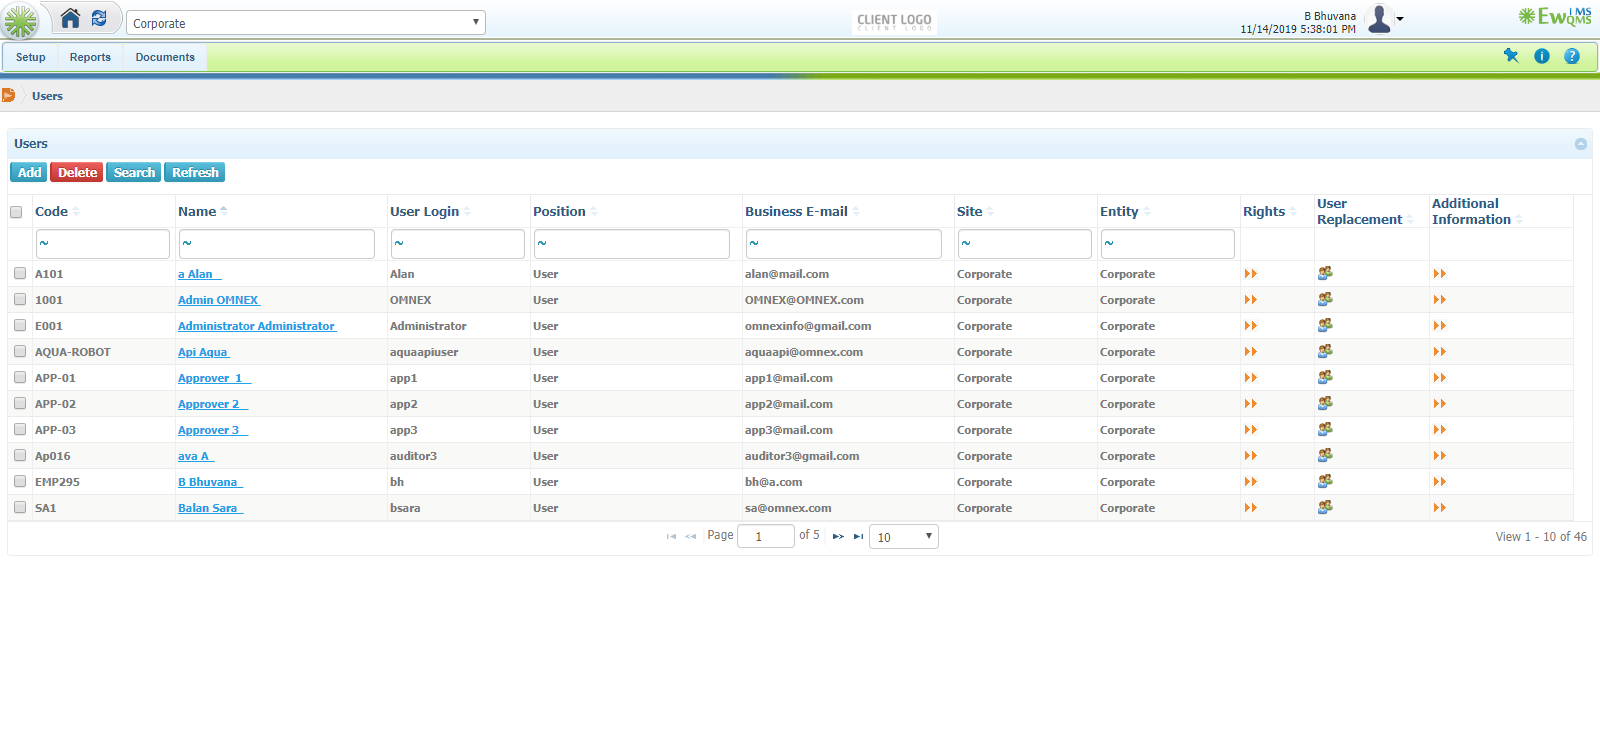 Corporate
CLIENT LOGO
CLIENT LOGO
B Bhuvana
11/14/2019 5:38:01 PM
EwIMS
QMS
Setup Reports Documents
Users
Users
Add Delete Search Refresh
Code Name User Login Position Business E-mail Site Entity Rights User Replacement Additional Information
~ ~ ~ ~ ~ ~ ~
A101 a Alan Alan User alan@mail.com Corporate Corporate
1001 Admin OMNEX OMNEX User OMNEX@OMNEX.com Corporate Corporate
E001 Administrator Administrator Administrator User omnexinfo@gmail.com Corporate Corporate
AQUA-ROBOT Api Aqua aquaapiuser User aquaapi@omnex.com Corporate Corporate
APP-01 Approver 1 app1 User app1@mail.com Corporate Corporate
APP-02 Approver 2 app2 User app2@mail.com Corporate Corporate
APP-03 Approver 3 app3 User app3@mail.com Corporate Corporate
Ap016 ava A auditor3 User auditor3@gmail.com Corporate Corporate
EMP295 B Bhuvana bh User bh@a.com Corporate Corporate
SA1 Balan Sara bsara User sa@omnex.com Corporate Corporate
Page 1 of 5 10 View 1 - 10 of 46